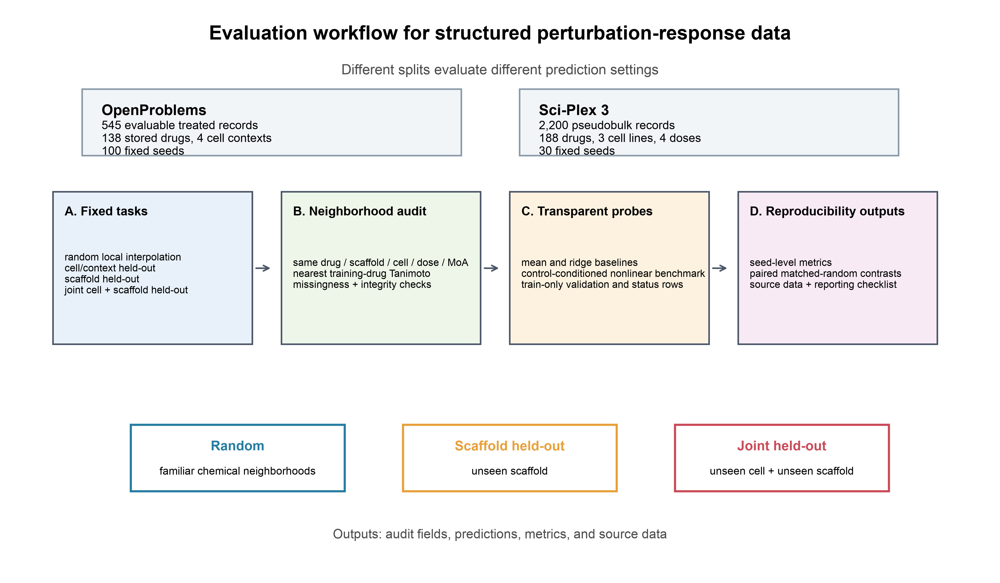 Evaluation workflow for structured perturbation-response data
Different splits evaluate different prediction settings
OpenProblems
545 evaluable treated records
138 stored drugs, 4 cell contexts
100 fixed seeds
Sci-Plex 3
2,200 pseudobulk records
188 drugs, 3 cell lines, 4 doses
30 fixed seeds
A. Fixed tasks
random local interpolation
cell/context held-out
scaffold held-out
joint cell + scaffold held-out
B. Neighborhood audit
same drug / scaffold / cell / dose / MoA
nearest training-drug Tanimoto
missingness + integrity checks
C. Transparent probes
mean and ridge baselines
control-conditioned nonlinear benchmark
train-only validation and status rows
D. Reproducibility outputs
seed-level metrics
paired matched-random contrasts
source data + reporting checklist
Random
familiar chemical neighborhoods
Scaffold held-out
unseen scaffold
Joint held-out
unseen cell + unseen scaffold
Outputs: audit fields, predictions, metrics, and source data